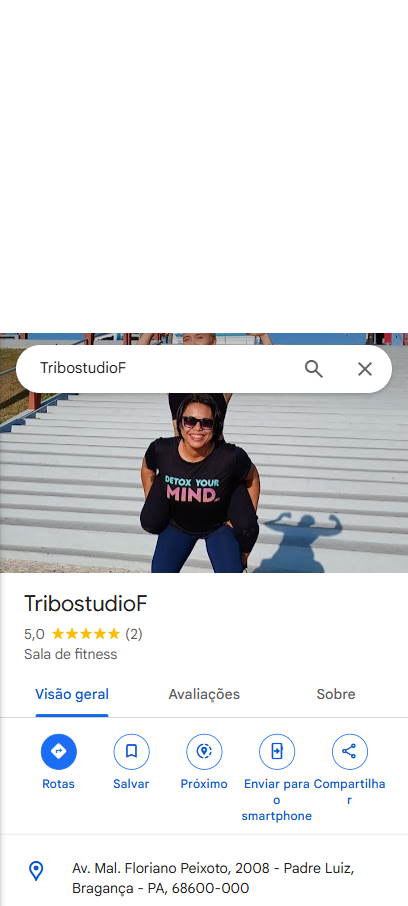 TribostudioF
DETOX YOUR
MIND
TribostudioF
5,0 (2)
Sala de fitness
Visão geral
Avaliações
Sobre
Rotas
Salvar
Próximo
Enviar para
o
smartphone
Compartilha
r
Av. Mal. Floriano Peixoto, 2008 - Padre Luiz,
Bragança - PA, 68600-000